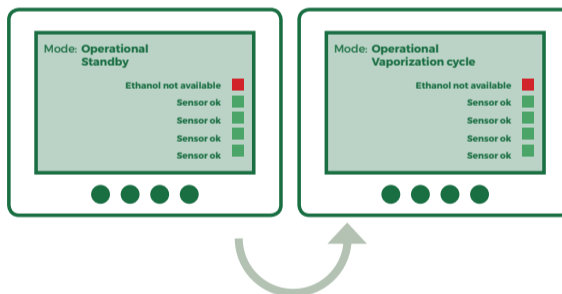 Mode: Operational
Standby
Ethanol not available
Sensor ok
Sensor ok
Sensor ok
Sensor ok
Mode: Operational
Vaporization cycle
Ethanol not available
Sensor ok
Sensor ok
Sensor ok
Sensor ok